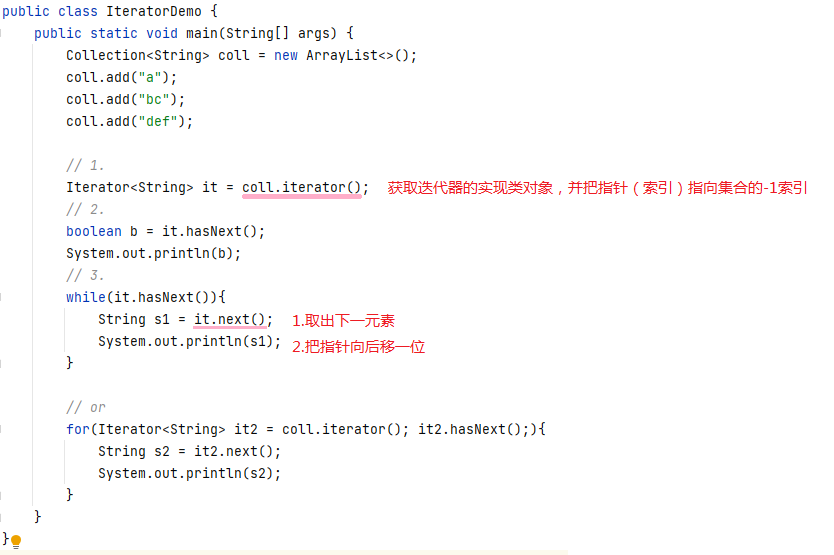 public class IteratorDemo {
public static void main(String[] args) {
Collection<String> coll = new ArrayList<>();
coll.add("a");
coll.add("bc");
coll.add("def");
// 1.
Iterator<String> it = coll.iterator(); 获取迭代器的实现类对象，并把指针（索引）指向集合的-1索引
// 2.
boolean b = it.hasNext();
System.out.println(b);
// 3.
while(it.hasNext()){
String s1 = it.next(); 1.取出下一元素
System.out.println(s1); 2.把指针向后移一位
}
// or
for(Iterator<String> it2 = coll.iterator(); it2.hasNext();){
String s2 = it2.next();
System.out.println(s2);
}
}
}